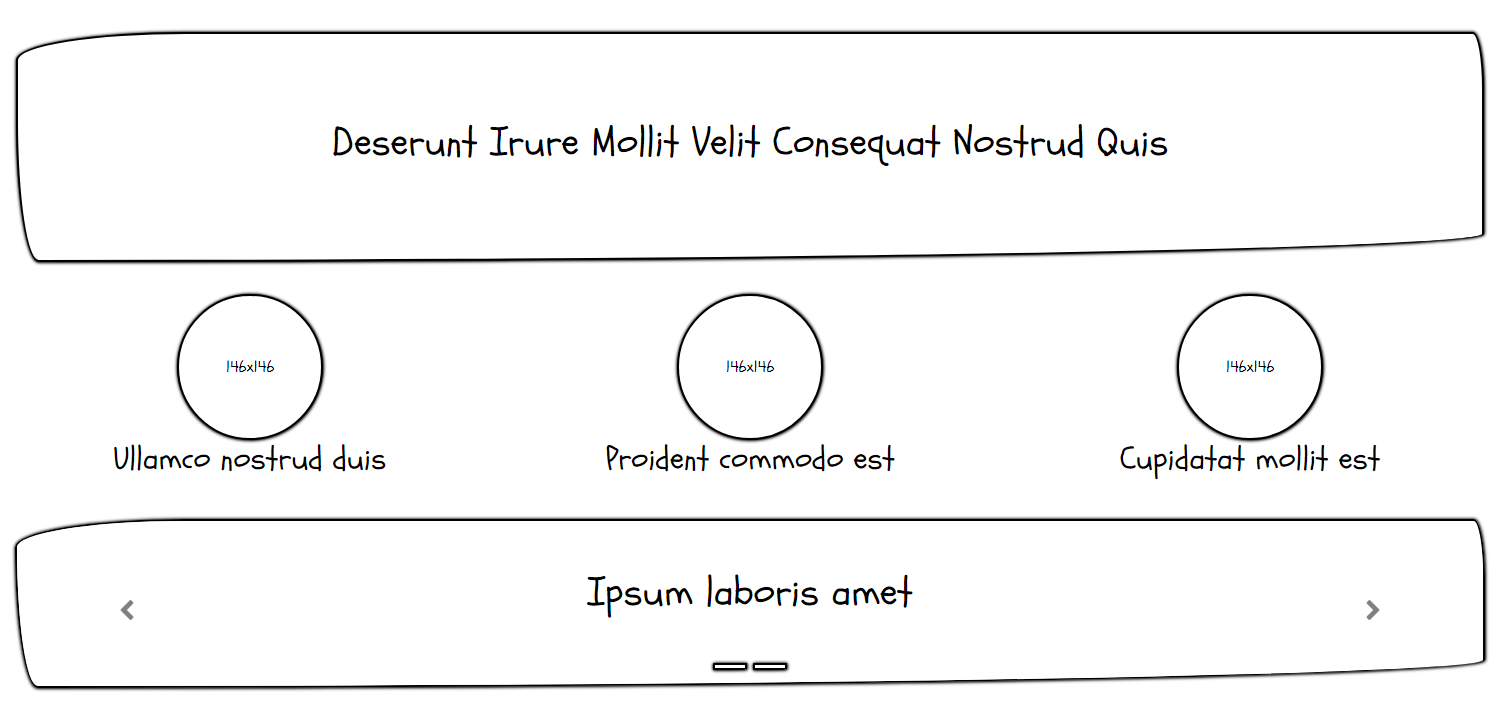 Deserunt Irure Mollit Velit Consequat Nostrud Quis
146x146
146x146
146x146
Ullamco nostrud duis
Proident commodo est
Cupidatat mollit est
Ipsum laboris amet